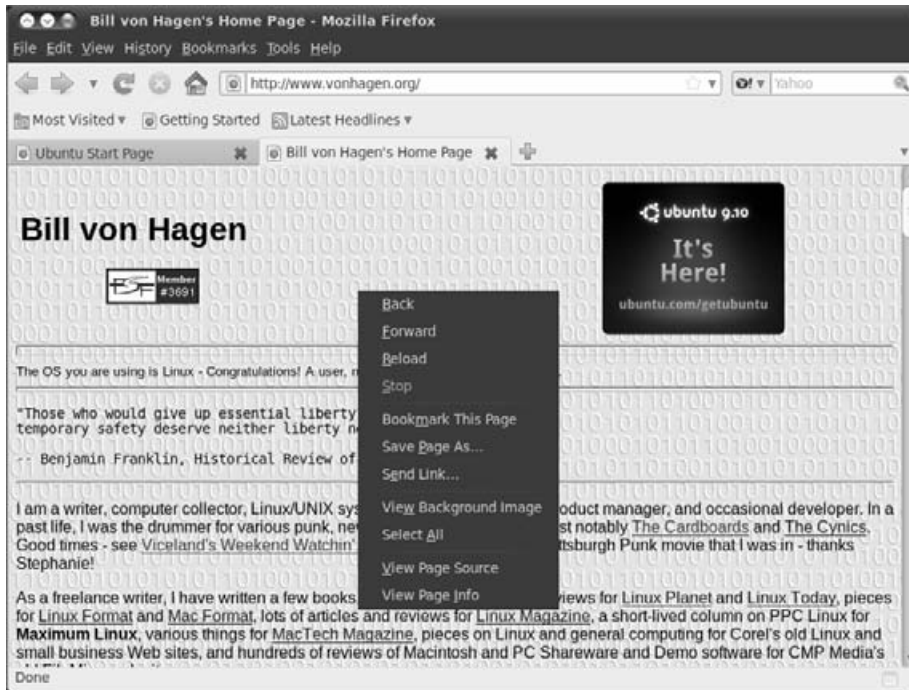 Bill von Hagen's Home Page - Mozilla Firefox
File Edit View History Bookmarks Tools Help
http://www.vonhagen.org/ Yahoo
Most Visited Getting Started Latest Headlines
Ubuntu Start Page Bill von Hagen's Home Page
Bill von Hagen
FSF Member #3691
ubuntu 9.10
It's
Here!
ubuntu.com/getubuntu
Back
Forward
Reload
Stop
Bookmark This Page
Save Page As...
Send Link...
View Background Image
Select All
View Page Source
View Page Info
The OS you are using is Linux - Congratulations! A user,
"Those who would give up essential liberty
temporary safety deserve neither liberty
-- Benjamin Franklin, Historical Review of
I am a writer, computer collector, Linux/UNIX sys oduct manager, and occasional developer. In a
past life, I was the drummer for various punk, ne st notably The Cardboards and The Cynics.
Good times - see Viceland's Weekend Watchin' ttsburgh Punk movie that I was in - thanks
Stephanie!
As a freelance writer, I have written a few books iews for Linux Planet and Linux Today, pieces
for Linux Format and Mac Format, lots of articles and reviews for Linux Magazine, a short-lived column on PPC Linux for
Maximum Linux, various things for MacTech Magazine, pieces on Linux and general computing for Corel's old Linux and
small business Web sites, and hundreds of reviews of Macintosh and PC Shareware and Demo software for CMP Media's
Done